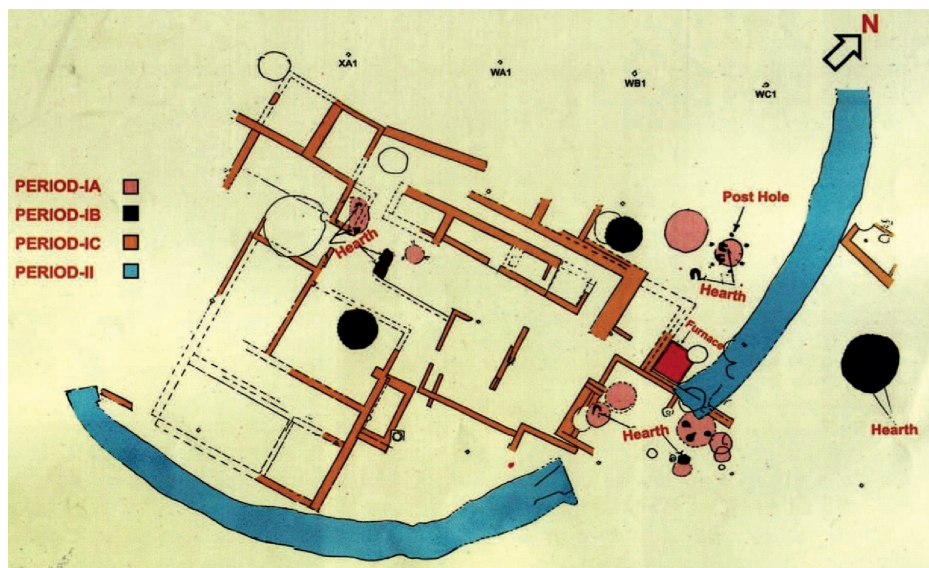 N
XA1
WA1
WB1
WC1
PERIOD-IA
PERIOD-IB
PERIOD-IC
PERIOD-II
Post Hole
Hearth
Hearth
Furnace
Hearth
Hearth